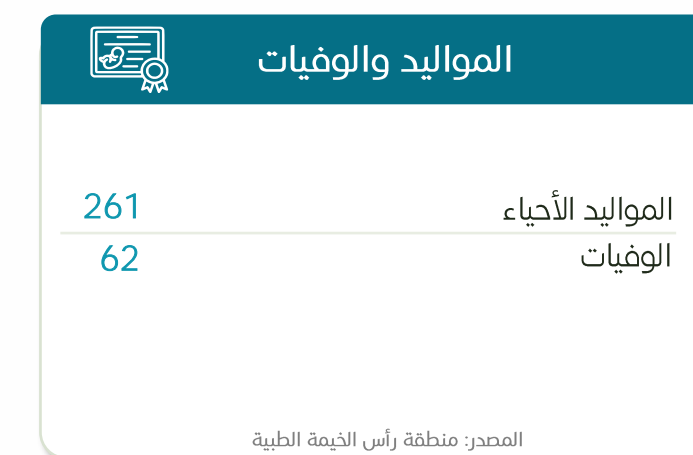 المواليد والوفيات
المواليد الأحياء 261
الوفيات 62
المصدر: منطقة رأس الخيمة الطبية